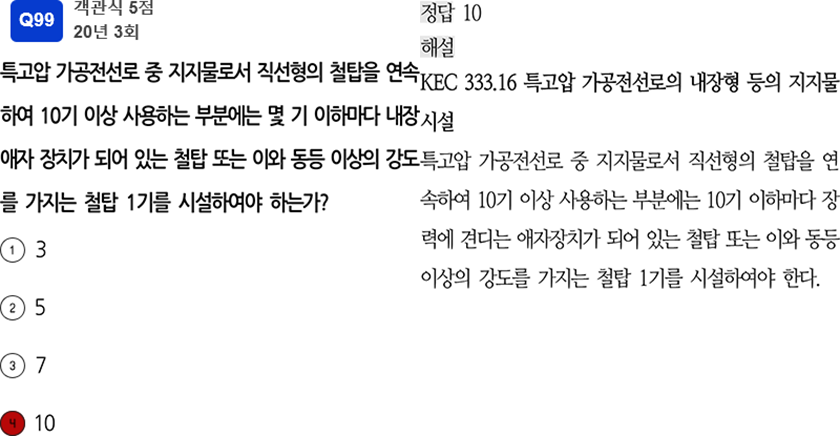 Q99
객관식 5점
20년 3회
특고압 가공전선로 중 지지물로서 직선형의 철탑을 연속
하여 10기 이상 사용하는 부분에는 몇 기 이하마다 내장
애자 장치가 되어 있는 철탑 또는 이와 동등 이상의 강도
를 가지는 철탑 1기를 시설하여야 하는가?
1 3
2 5
3 7
4 10
정답 10
해설
KEC 333.16 특고압 가공전선로의 내장형 등의 지지물
시설
특고압 가공전선로 중 지지물로서 직선형의 철탑을 연
속하여 10기 이상 사용하는 부분에는 10기 이하마다 장
력에 견디는 애자장치가 되어 있는 철탑 또는 이와 동등
이상의 강도를 가지는 철탑 1기를 시설하여야 한다.